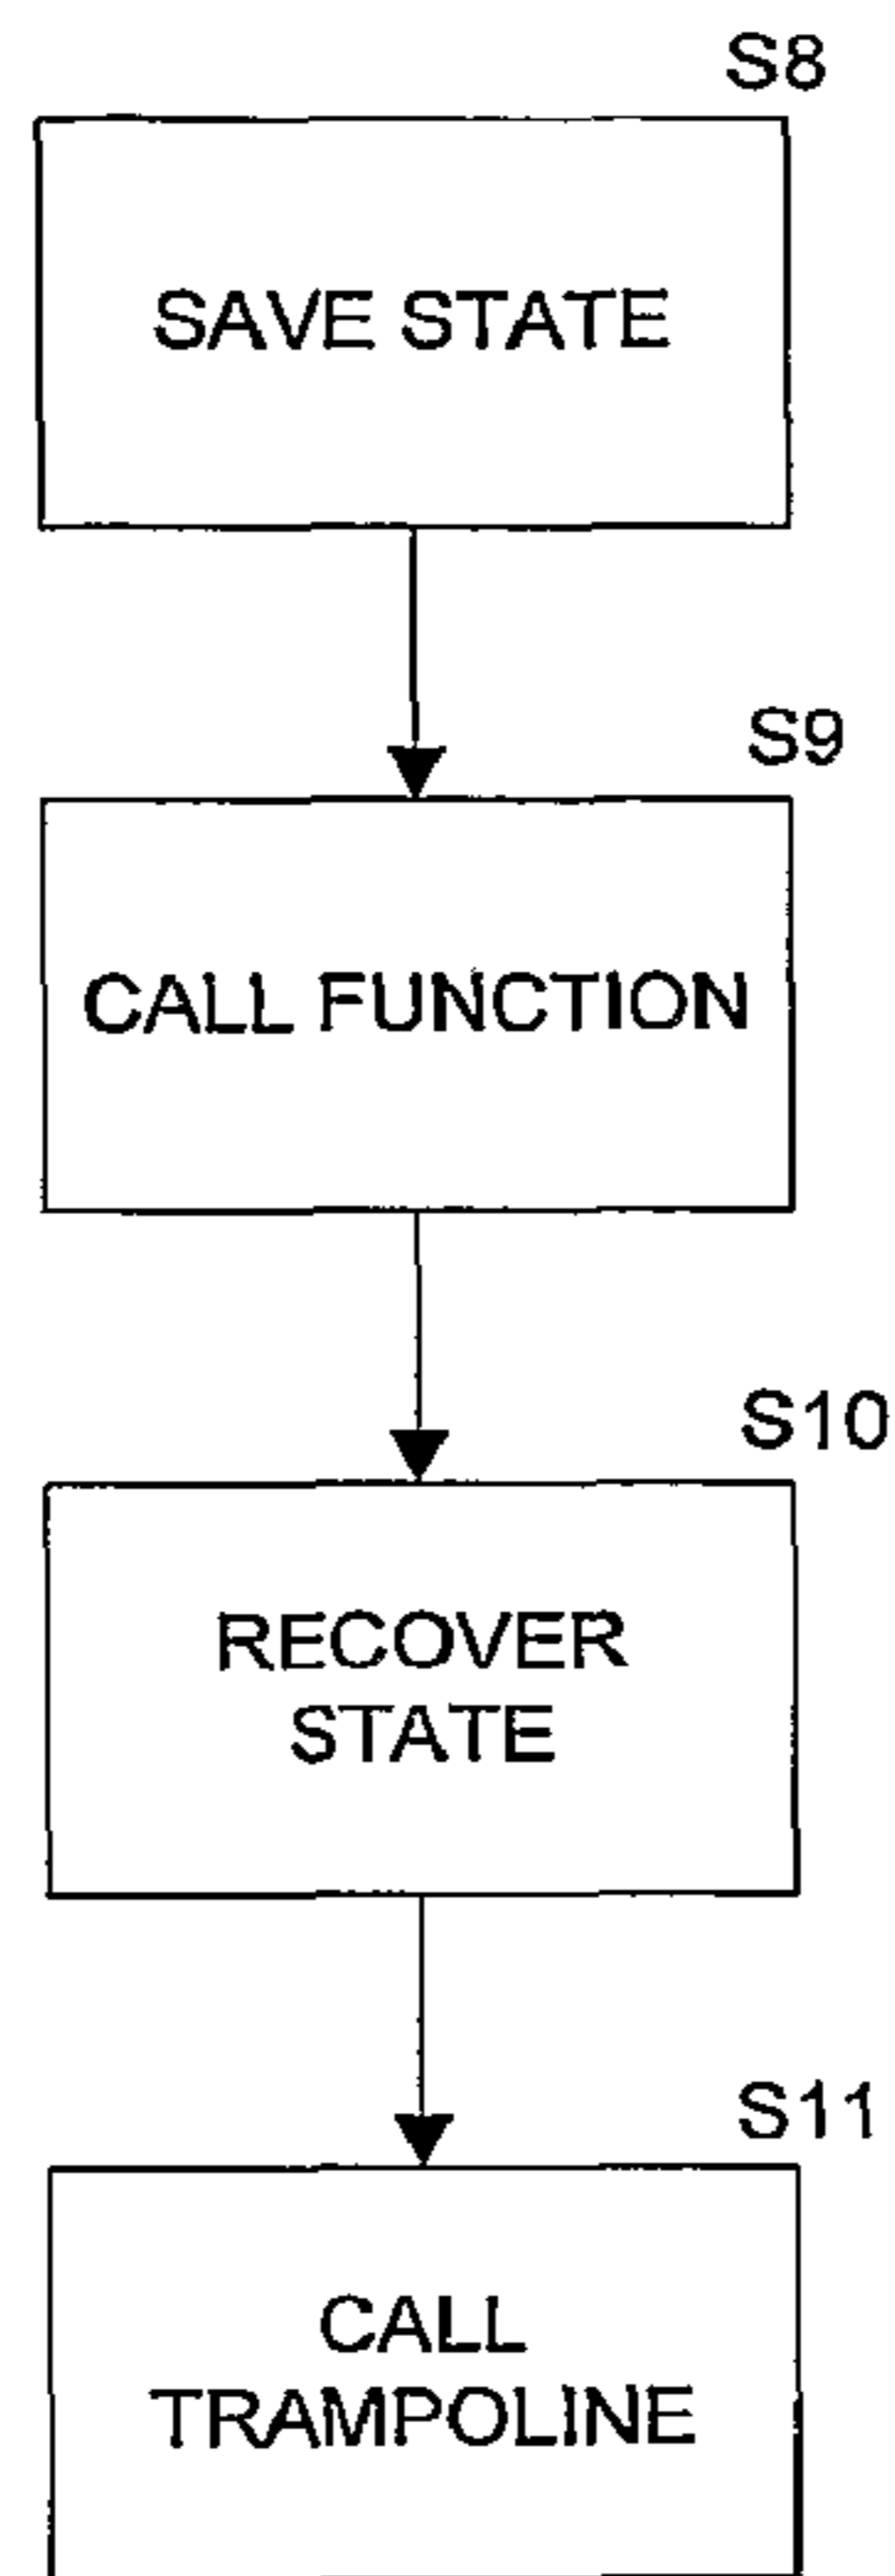 S8
SAVE STATE
S9
CALL FUNCTION
S10
RECOVER
STATE
S11
CALL
TRAMPOLINE